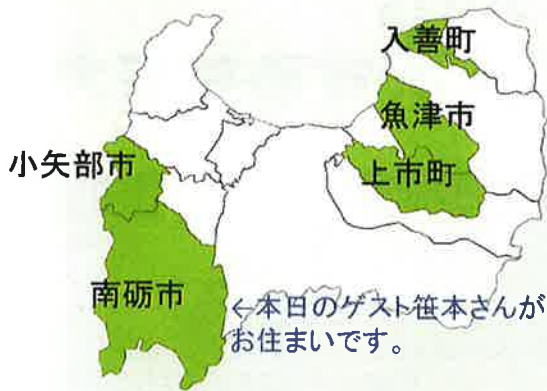 入善町
魚津市
上市町
小矢部市
南砺市
←本日のゲスト笹本さんが
お住まいです。